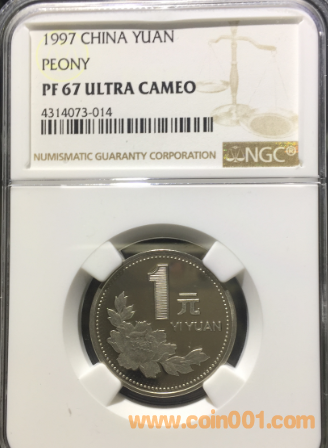 1997 CHINA YUAN
PEONY
PF 67 ULTRA CAMEO
4314073-014
NUMISMATIC GUARANTY CORPORATION
NGC®
1元
YI YUAN
www.coin001.com